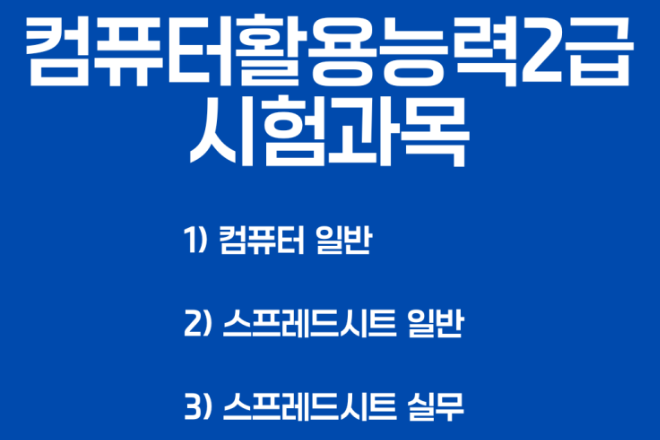 컴퓨터활용능력2급
시험과목
1) 컴퓨터 일반
2) 스프레드시트 일반
3) 스프레드시트 실무